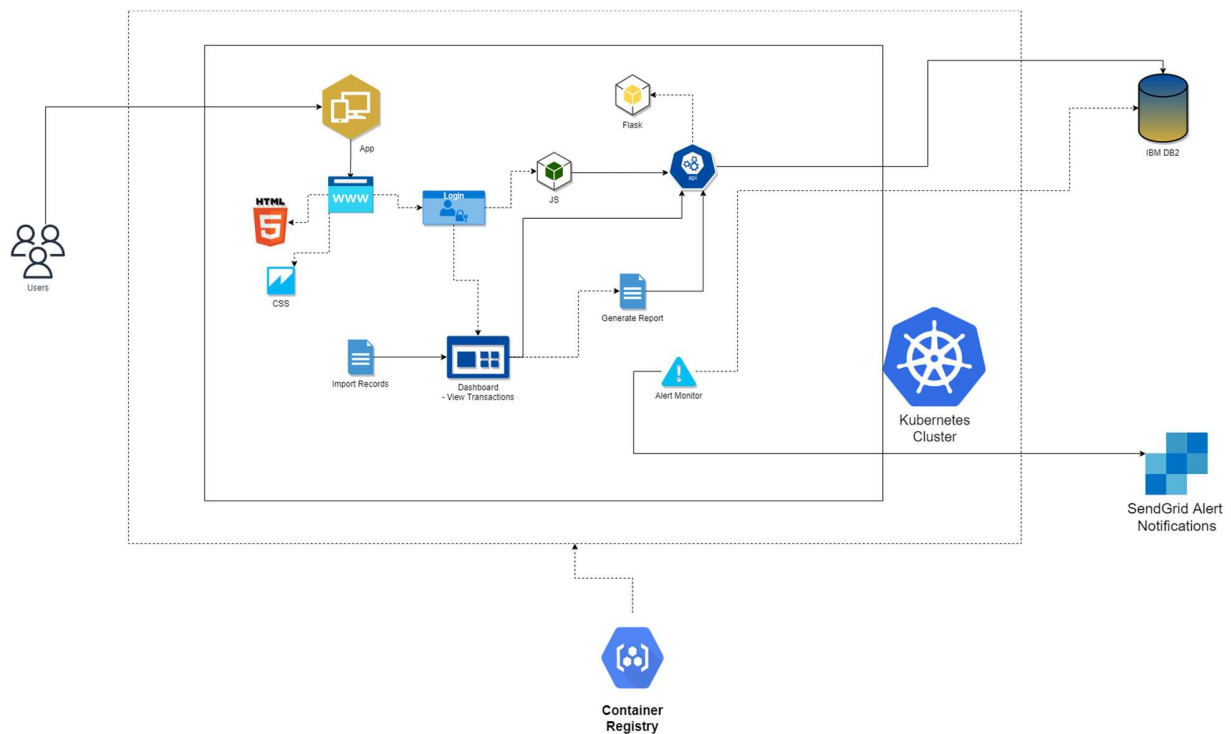 App
Flask
IBM DB2
HTML
5
WWW
Login
JS
api
CSS
Users
Generate Report
Import Records
Dashboard
- View Transactions
Alert Monitor
Kubernetes
Cluster
SendGrid Alert
Notifications
Container
Registry